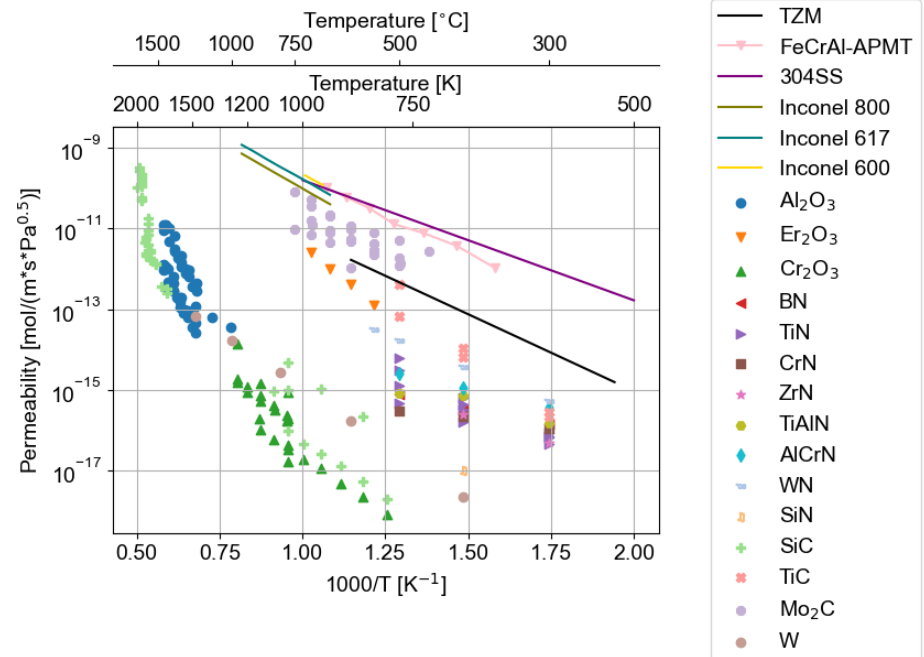 Temperature [°C]
1500 1000 750 500 300
Temperature [K]
2000 1500 1200 1000 750 500
Permeability [mol/(m*s*Pa^0.5)]
10^−9
10^−11
10^−13
10^−15
10^−17
0.50 0.75 1.00 1.25 1.50 1.75 2.00
1000/T [K^−1]
TZM
FeCrAl-APMT
304SS
Inconel 800
Inconel 617
Inconel 600
Al₂O₃
Er₂O₃
Cr₂O₃
BN
TiN
CrN
ZrN
TiAlN
AlCrN
WN
SiN
SiC
TiC
Mo₂C
W